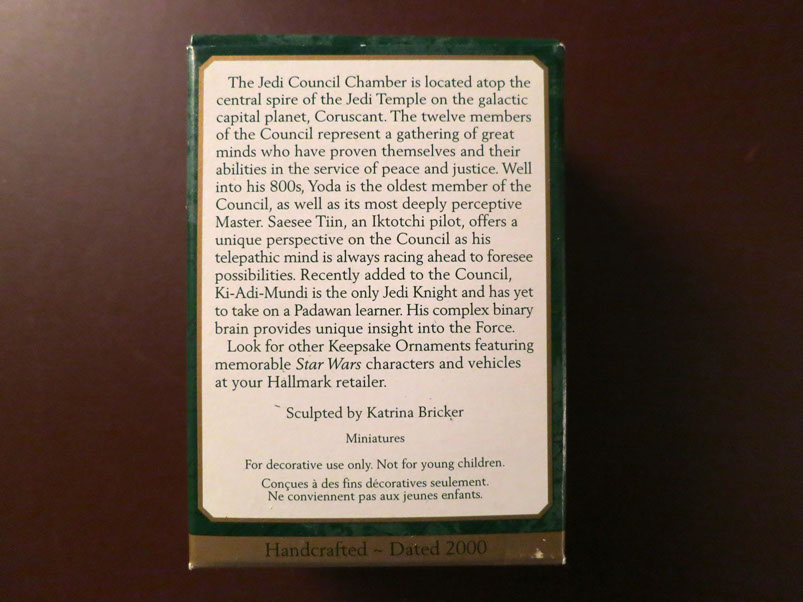 The Jedi Council Chamber is located atop the
central spire of the Jedi Temple on the galactic
capital planet, Coruscant. The twelve members
of the Council represent a gathering of great
minds who have proven themselves and their
abilities in the service of peace and justice. Well
into his 800s, Yoda is the oldest member of the
Council, as well as its most deeply perceptive
Master. Saesee Tiin, an Iktotchi pilot, offers a
unique perspective on the Council as his
telepathic mind is always racing ahead to foresee
possibilities. Recently added to the Council,
Ki-Adi-Mundi is the only Jedi Knight and has yet
to take on a Padawan learner. His complex binary
brain provides unique insight into the Force.
Look for other Keepsake Ornaments featuring
memorable Star Wars characters and vehicles
at your Hallmark retailer.
Sculpted by Katrina Bricker
Miniatures
For decorative use only. Not for young children.
Conçues à des fins décoratives seulement.
Ne conviennent pas aux jeunes enfants.
Handcrafted ~ Dated 2000